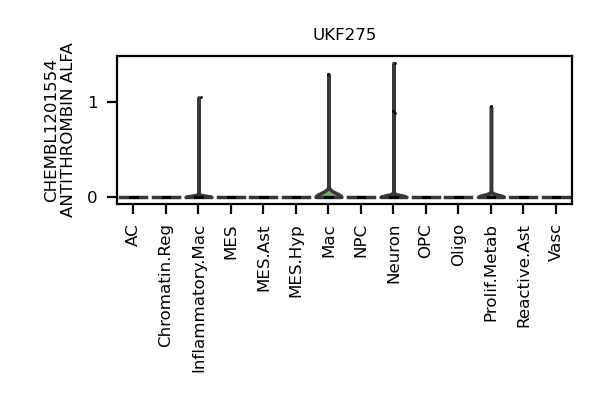 UKF275
CHEMBL1201554
ANTITHROMBIN ALFA
1
0
AC
Chromatin.Reg
Inflammatory.Mac
MES
MES.Ast
MES.Hyp
Mac
NPC
Neuron
OPC
Oligo
Prolif.Metab
Reactive.Ast
Vasc